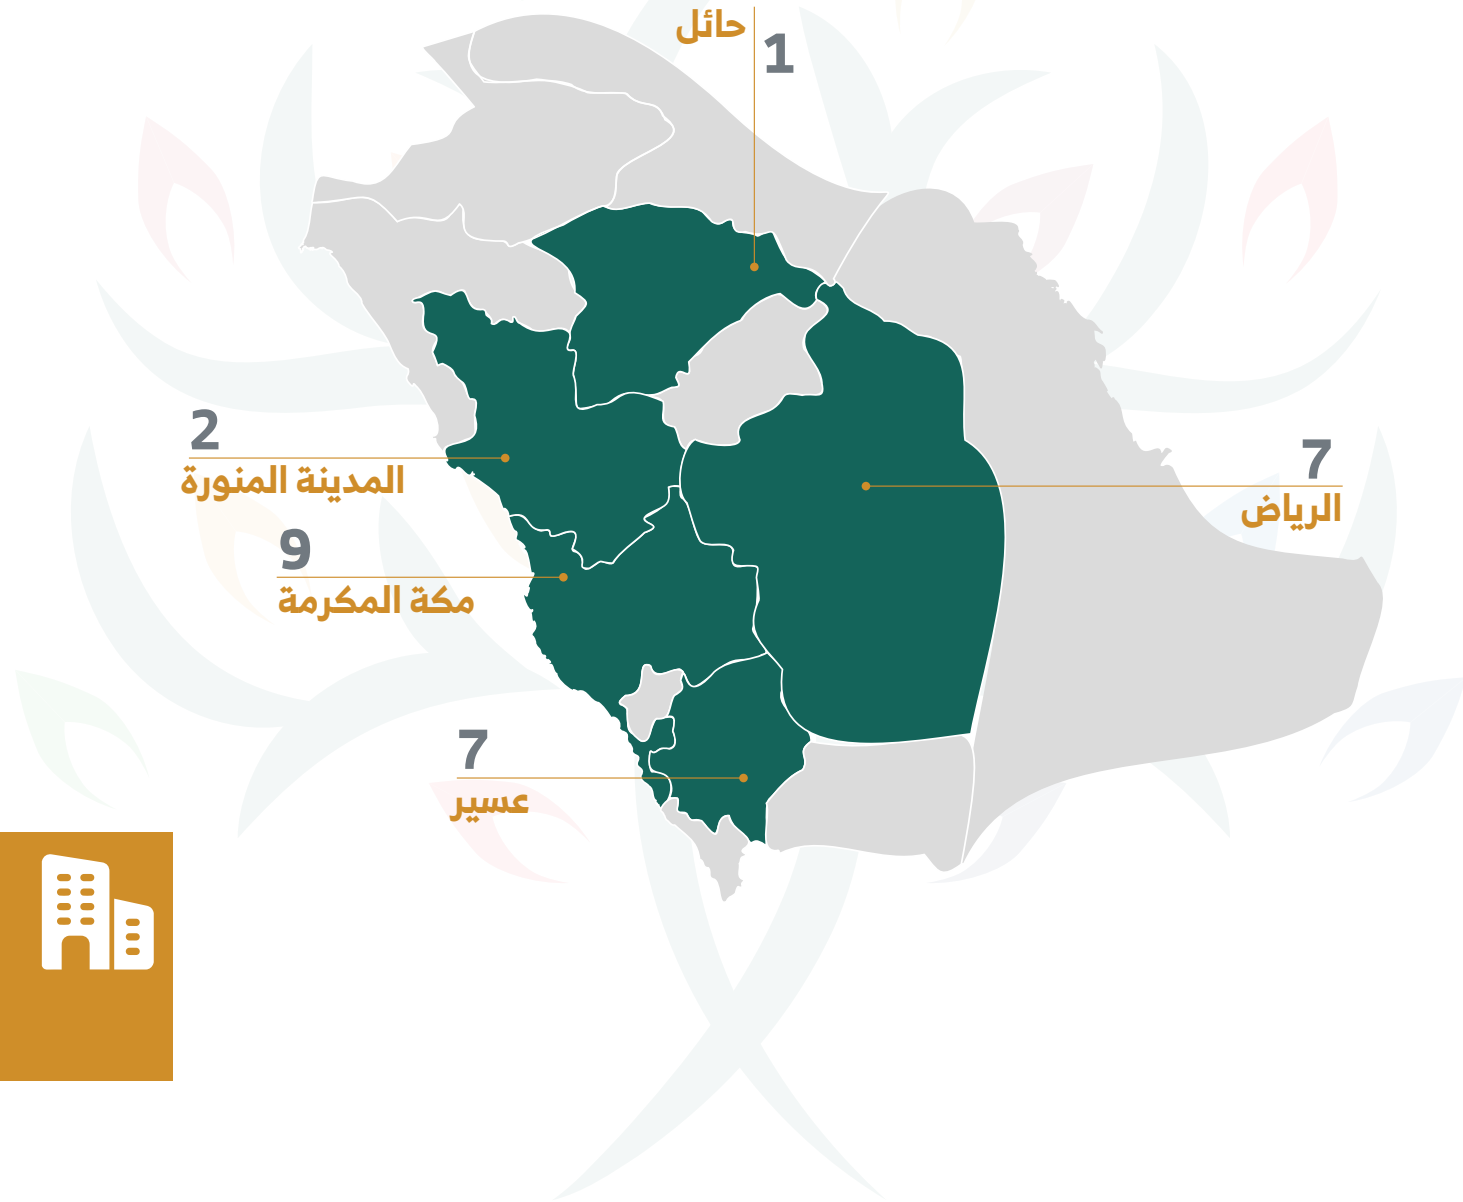 حائل
1
2
المدينة المنورة
7
الرياض
9
مكة المكرمة
7
عسير